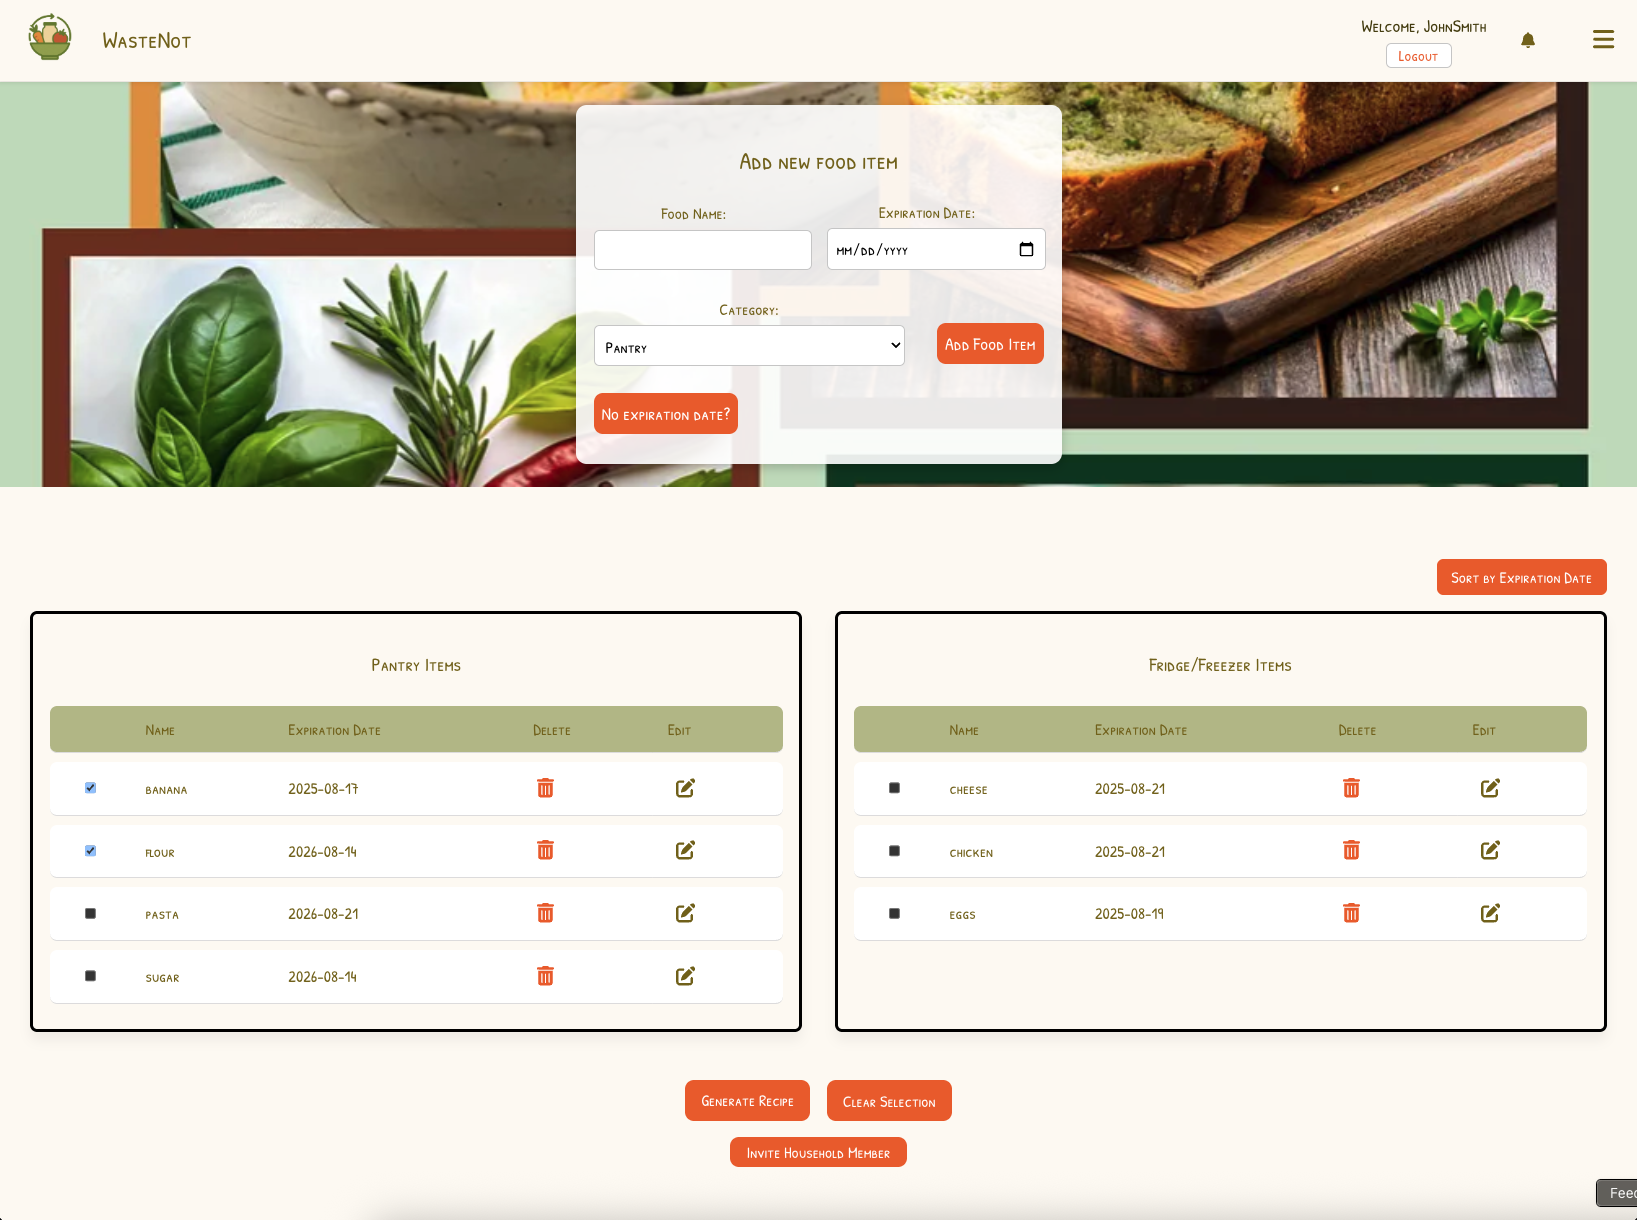 WasteNot
Welcome, JohnSmith
Logout
Add new food item
Food Name:
Expiration Date:
mm/dd/yyyy
Category:
Pantry
Add Food Item
No expiration date?
Sort by Expiration Date
Pantry Items
Name Expiration Date Delete Edit
banana 2025-08-17
flour 2026-08-14
pasta 2026-08-21
sugar 2026-08-14
Fridge/Freezer Items
Name Expiration Date Delete Edit
cheese 2025-08-21
chicken 2025-08-21
eggs 2025-08-19
Generate Recipe
Clear Selection
Invite Household Member